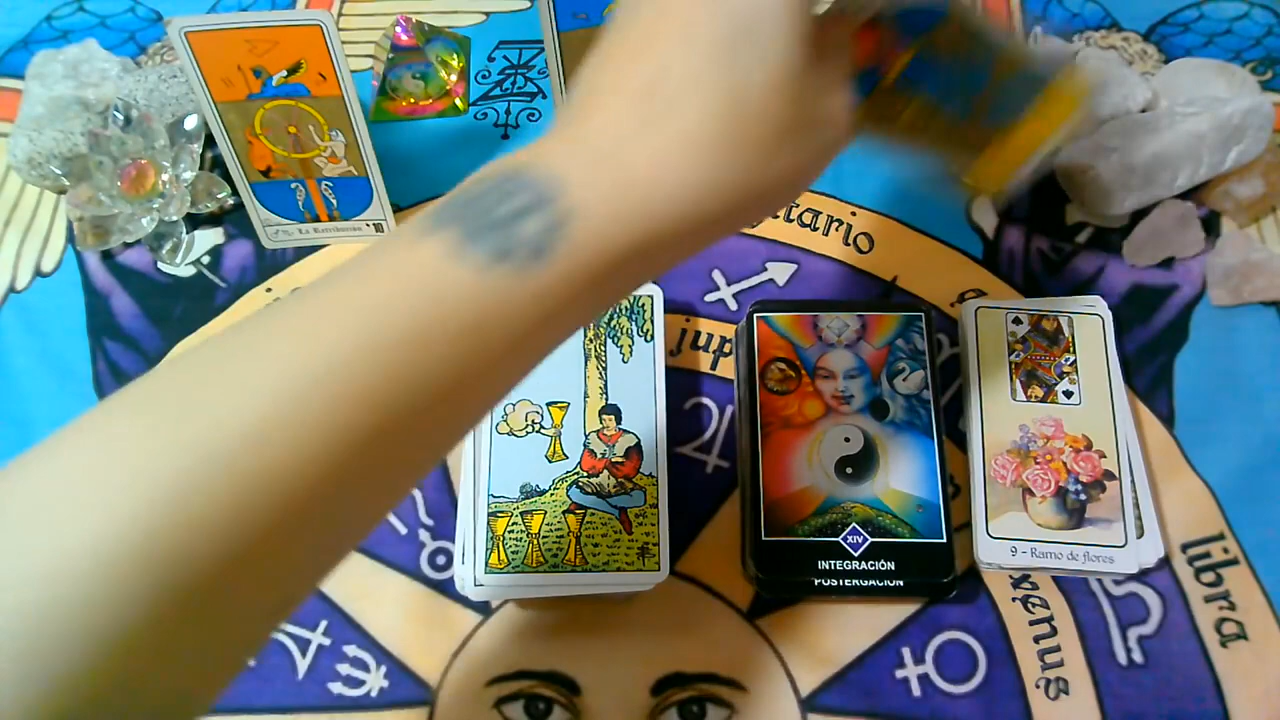 La Retribución 10
tario
jup
XIV
INTEGRACIÓN
POSTERGACIÓN
9 - Ramo de flores
libra
venus